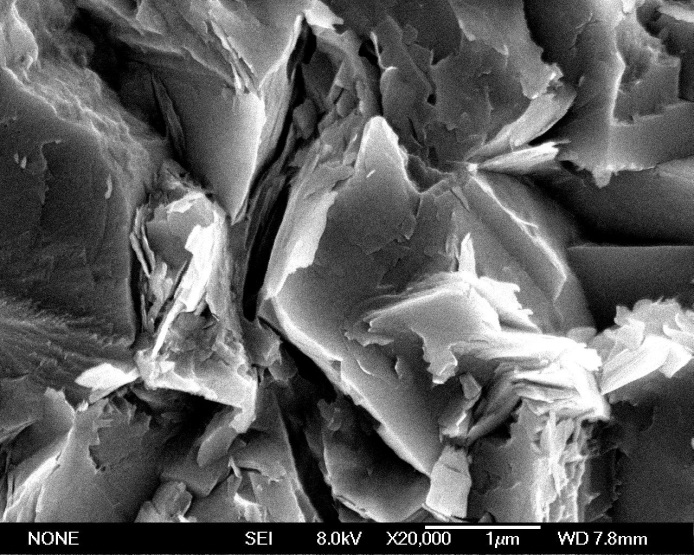 NONE SEI 8.0kV X20,000 1μm WD 7.8mm